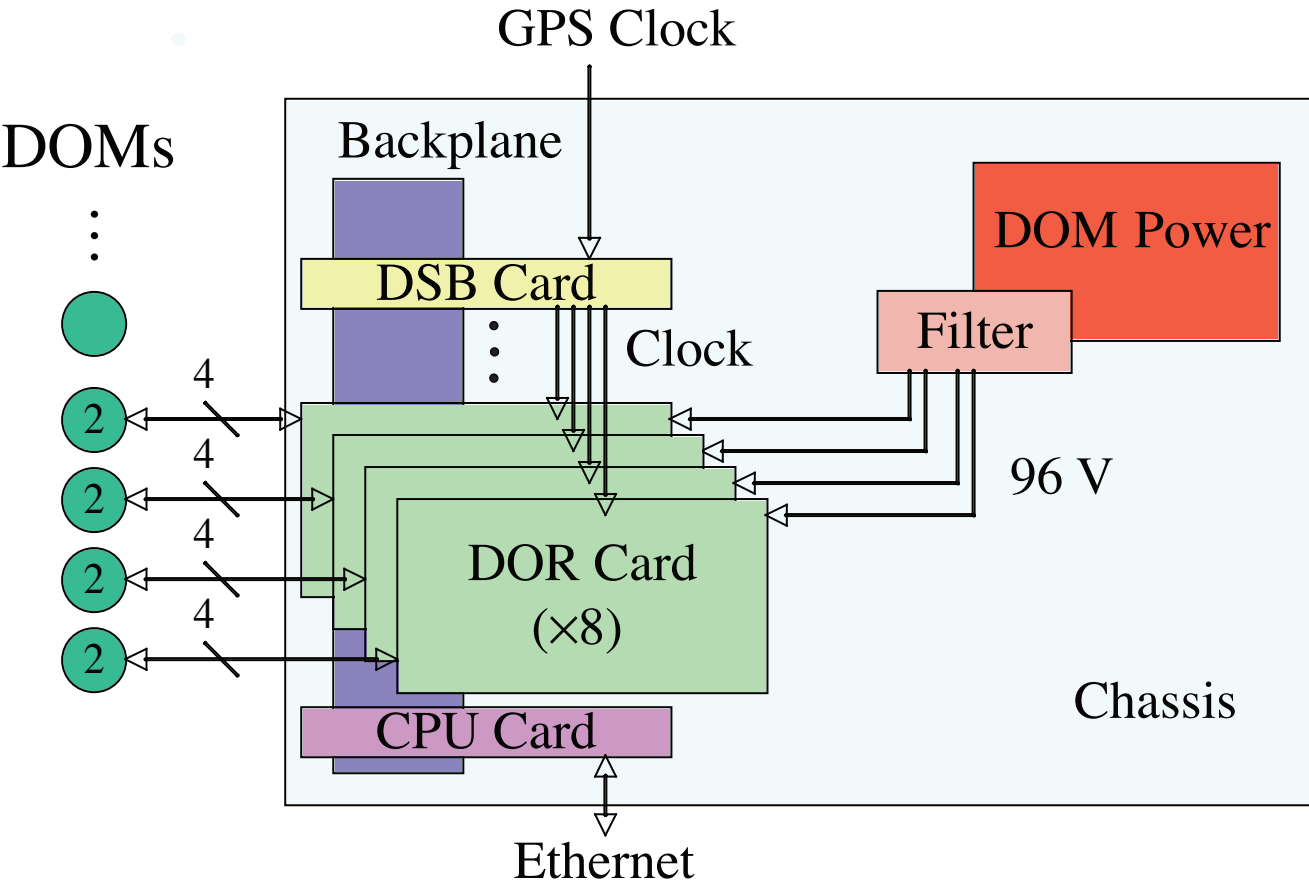 GPS Clock
DOMs
Backplane
DOM Power
DSB Card
Filter
Clock
4
2
4
2
96 V
4
2
DOR Card
(×8)
4
2
Chassis
CPU Card
Ethernet